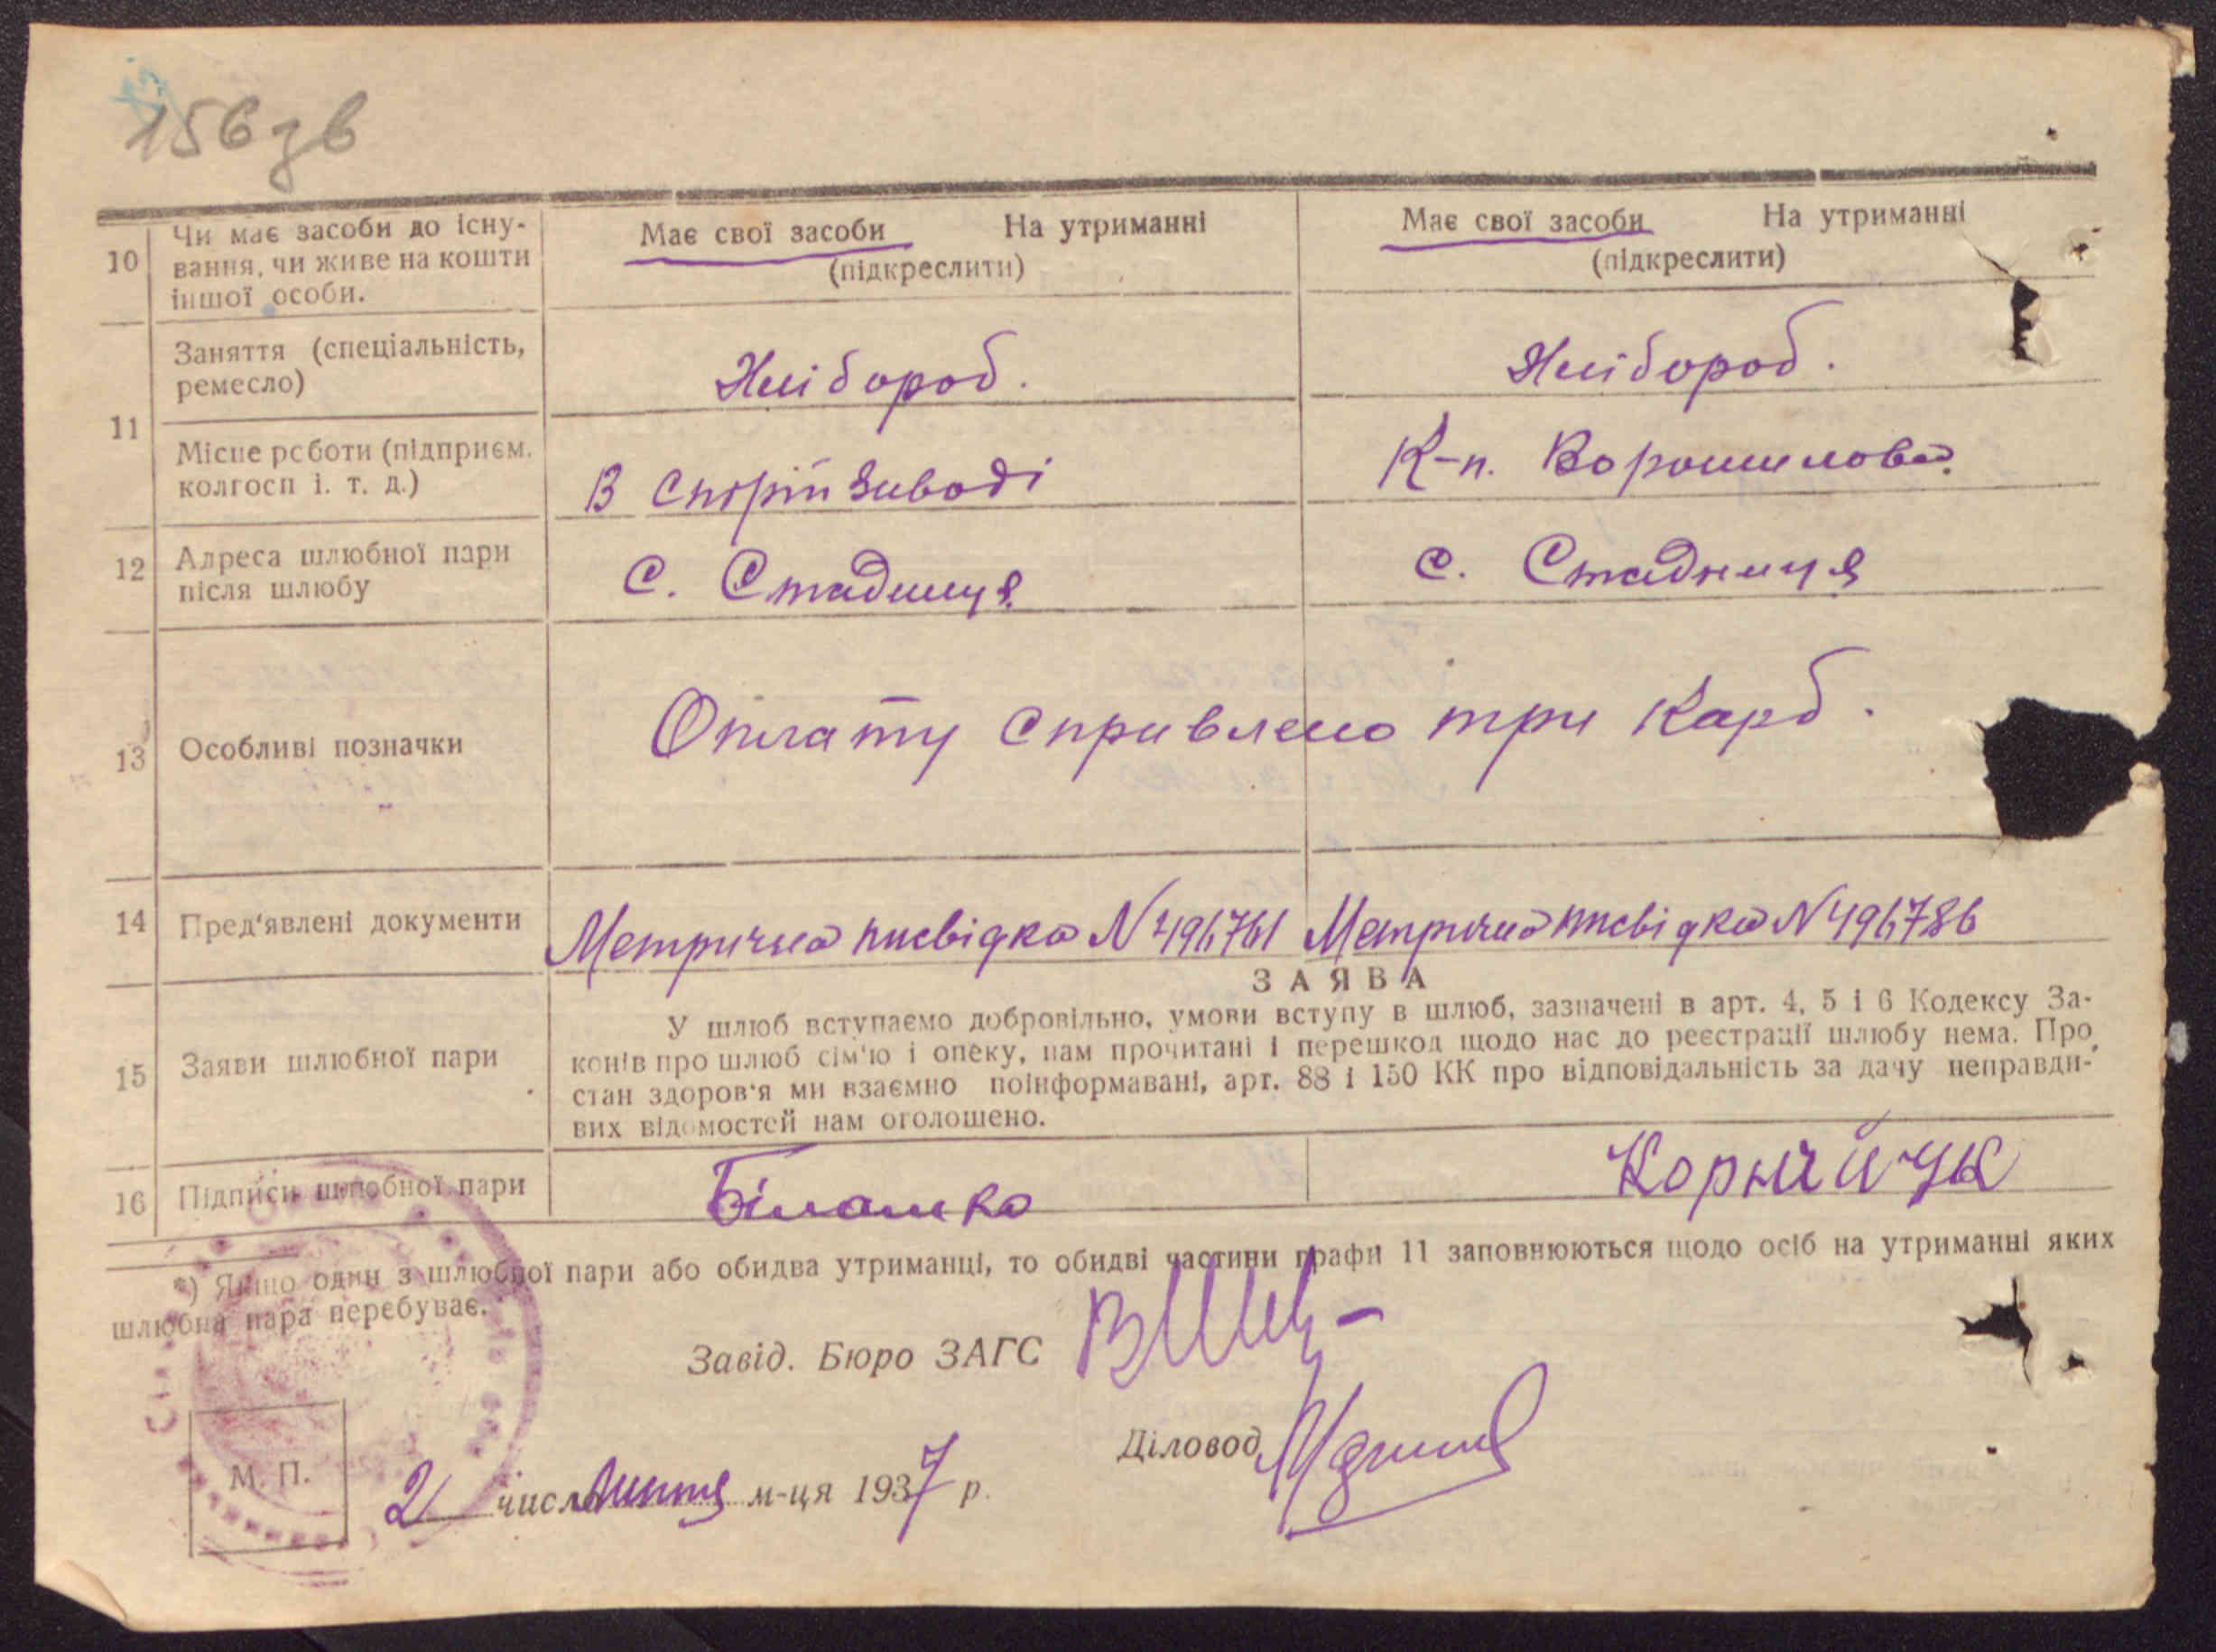 156 зв
10 Чи має засоби до існу-
вання, чи живе на кошти
іншої особи.
Має свої засоби На утриманні
(підкреслити)
Має свої засоби На утриманні
(підкреслити)
11
Заняття (спеціальність,
ремесло)
Хлібороб.
Хлібороб.
Місце роботи (підприєм.
колгосп і. т. д.)
В Спиртзаводі
К-п. Ворошилова.
12 Адреса шлюбної пари
після шлюбу
С. Стадниця
с. Стадниця
13 Особливі позначки
Оплату справлено три карб.
14 Пред'явлені документи
Метрична посвідка N 496761
Метрична посвідка N 496786
ЗАЯВА
15 Заяви шлюбної пари
У шлюб вступаємо добровільно, умови вступу в шлюб, зазначені в арт. 4, 5 і 6 Кодексу За-
конів про шлюб сім'ю і опеку, нам прочитані і перешкод щодо нас до реєстрації шлюбу нема. Про
стан здоров'я ми взаємно поінформавані, арт. 88 і 150 КК про відповідальність за дачу неправди-
вих відомостей нам оголошено.
16 Підписи шлюбної пари
Білошко
Корнійчук
*) Якщо один з шлюбної пари або обидва утриманці, то обидві частини графи 11 заповнюються щодо осіб на утриманні яких
шлюбна пара перебуває.
Завід. Бюро ЗАГС
Діловод
М. П.
2 числа Липня м-ця 1937 р.